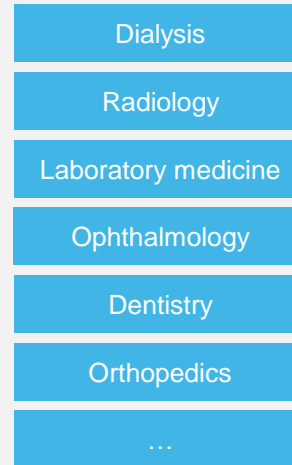 Dialysis
Radiology
Laboratory medicine
Ophthalmology
Dentistry
Orthopedics
…